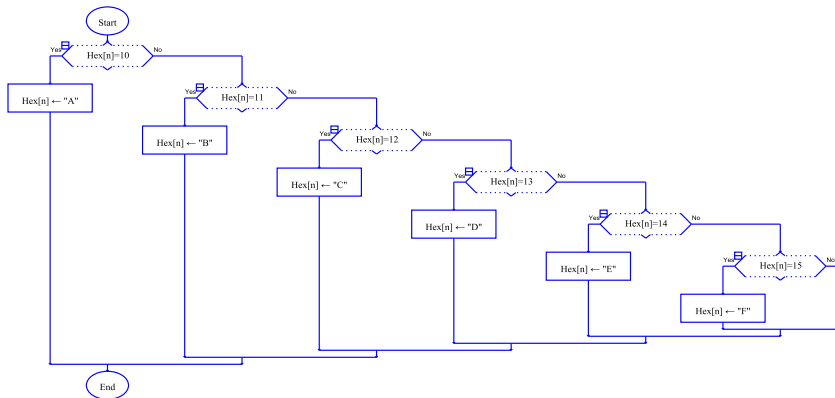 Start
Yes
Hex[n]=10
No
Hex[n] ← "A"
Yes
Hex[n]=11
No
Hex[n] ← "B"
Yes
Hex[n]=12
No
Hex[n] ← "C"
Yes
Hex[n]=13
No
Hex[n] ← "D"
Yes
Hex[n]=14
No
Hex[n] ← "E"
Yes
Hex[n]=15
No
Hex[n] ← "F"
End